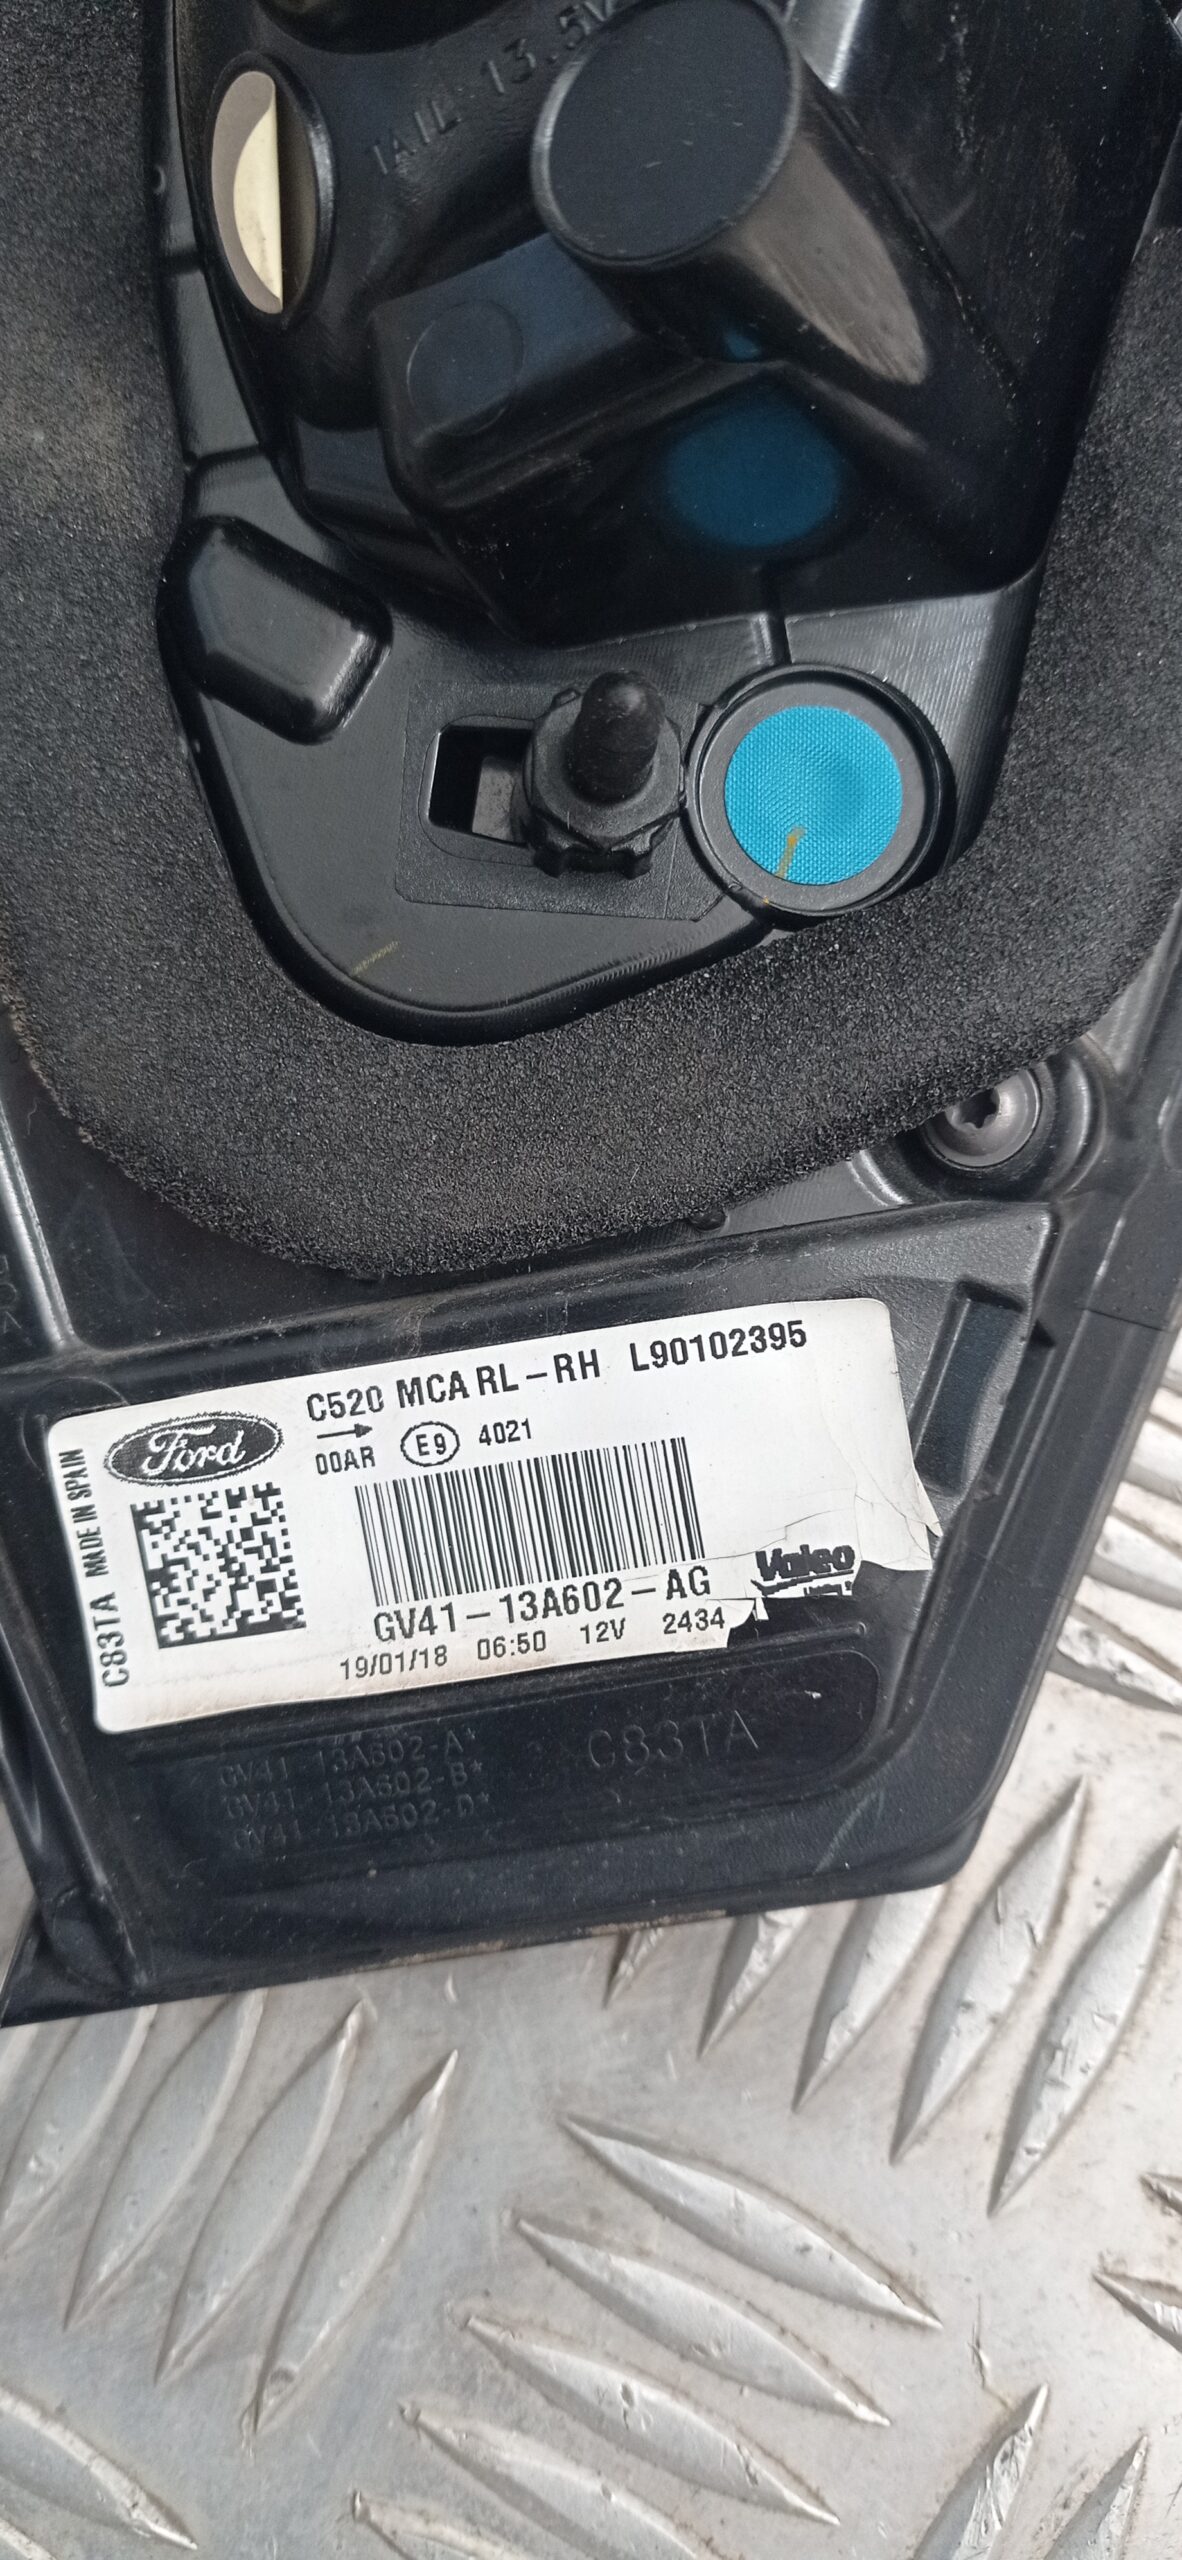 TAIL 13.5V
C520 MCA RL-RH L90102395
Ford
→
00AR E9 4021
MADE IN SPAIN
C83TA
Valeo
GV41-13A602-AG
19/01/18 06:50 12V 2434
GV41-13A602-A*
GV41-13A602-B*
GV41-13A602-D*
C83TA